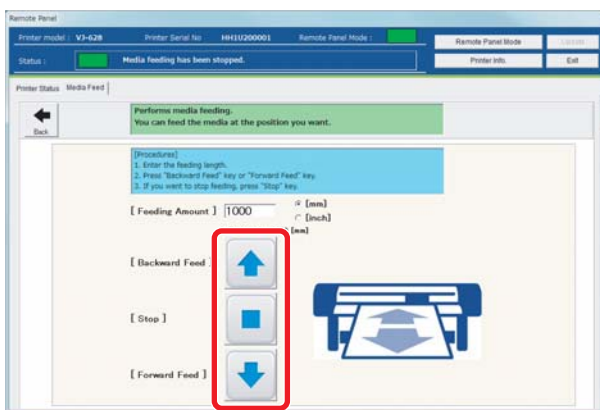 Remote Panel
Printer model : VJ-628 Printer Serial No HH1U200001 Remote Panel Mode :
Remote Panel Mode
Status : Media feeding has been stopped.
Printer Info. Exit
Printer Status Media Feed
Back
Performs media feeding.
You can feed the media at the position you want.
[Procedures]
1. Enter the feeding length.
2. Press "Backward Feed" key or "Forward Feed" key.
3. If you want to stop feeding, press "Stop" key.
[ Feeding Amount ] 1000 [mm]
[inch]
[mm]
[ Backward Feed ]
[ Stop ]
[ Forward Feed ]